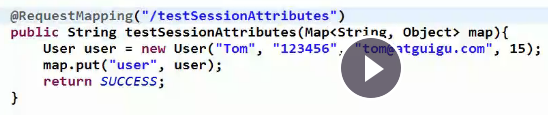 @RequestMapping("/testSessionAttributes")
public String testSessionAttributes(Map<String, Object> map){
User user = new User("Tom", "123456", "tom@atguigu.com", 15);
map.put("user", user);
return SUCCESS;
}